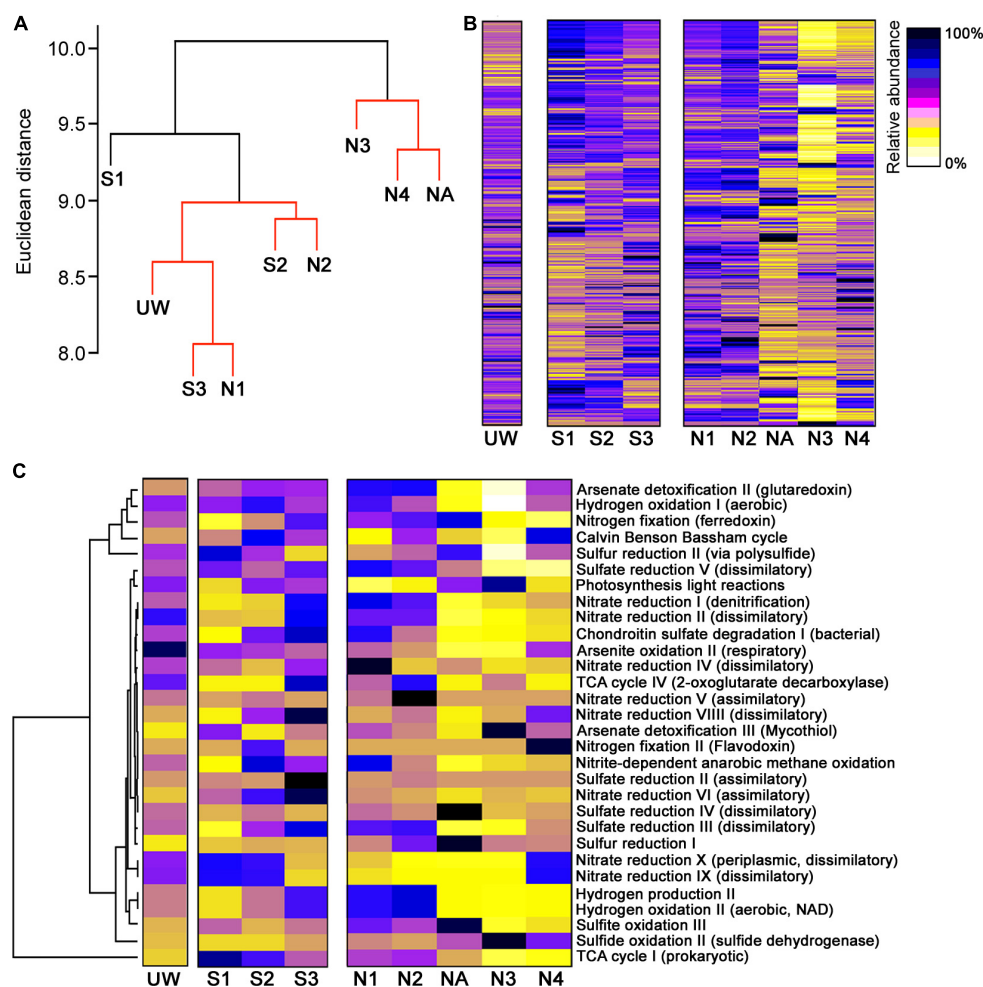 A
Euclidean distance
10.0
9.5
9.0
8.5
8.0
S1
UW
S3
N1
S2
N2
N3
N4
NA
B
UW
S1 S2 S3
N1 N2 NA N3 N4
Relative abundance
100%
0%
C
Arsenate detoxification II (glutaredoxin)
Hydrogen oxidation I (aerobic)
Nitrogen fixation (ferredoxin)
Calvin Benson Bassham cycle
Sulfur reduction II (via polysulfide)
Sulfate reduction V (dissimilatory)
Photosynthesis light reactions
Nitrate reduction I (denitrification)
Nitrate reduction II (dissimilatory)
Chondroitin sulfate degradation I (bacterial)
Arsenite oxidation II (respiratory)
Nitrate reduction IV (dissimilatory)
TCA cycle IV (2-oxoglutarate decarboxylase)
Nitrate reduction V (assimilatory)
Nitrate reduction VIIII (dissimilatory)
Arsenate detoxification III (Mycothiol)
Nitrogen fixation II (Flavodoxin)
Nitrite-dependent anarobic methane oxidation
Sulfate reduction II (assimilatory)
Nitrate reduction VI (assimilatory)
Sulfate reduction IV (dissimilatory)
Sulfate reduction III (dissimilatory)
Sulfur reduction I
Nitrate reduction X (periplasmic, dissimilatory)
Nitrate reduction IX (dissimilatory)
Hydrogen production II
Hydrogen oxidation II (aerobic, NAD)
Sulfite oxidation III
Sulfide oxidation II (sulfide dehydrogenase)
TCA cycle I (prokaryotic)
UW S1 S2 S3 N1 N2 NA N3 N4